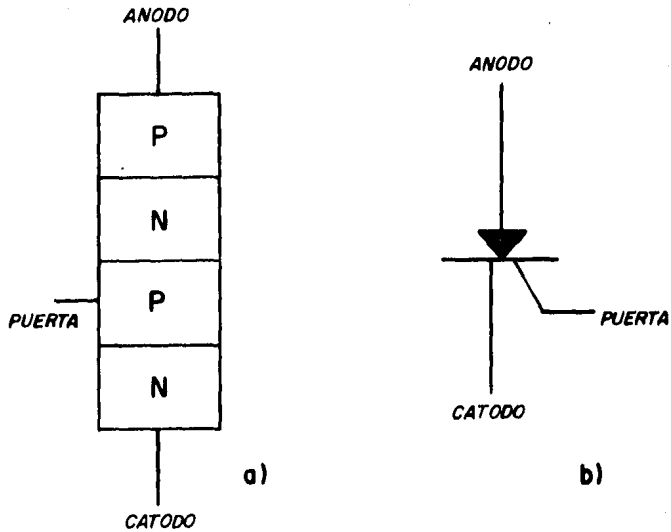 ANODO
P
N
P
N
PUERTA
CATODO
a)
ANODO
PUERTA
CATODO
b)